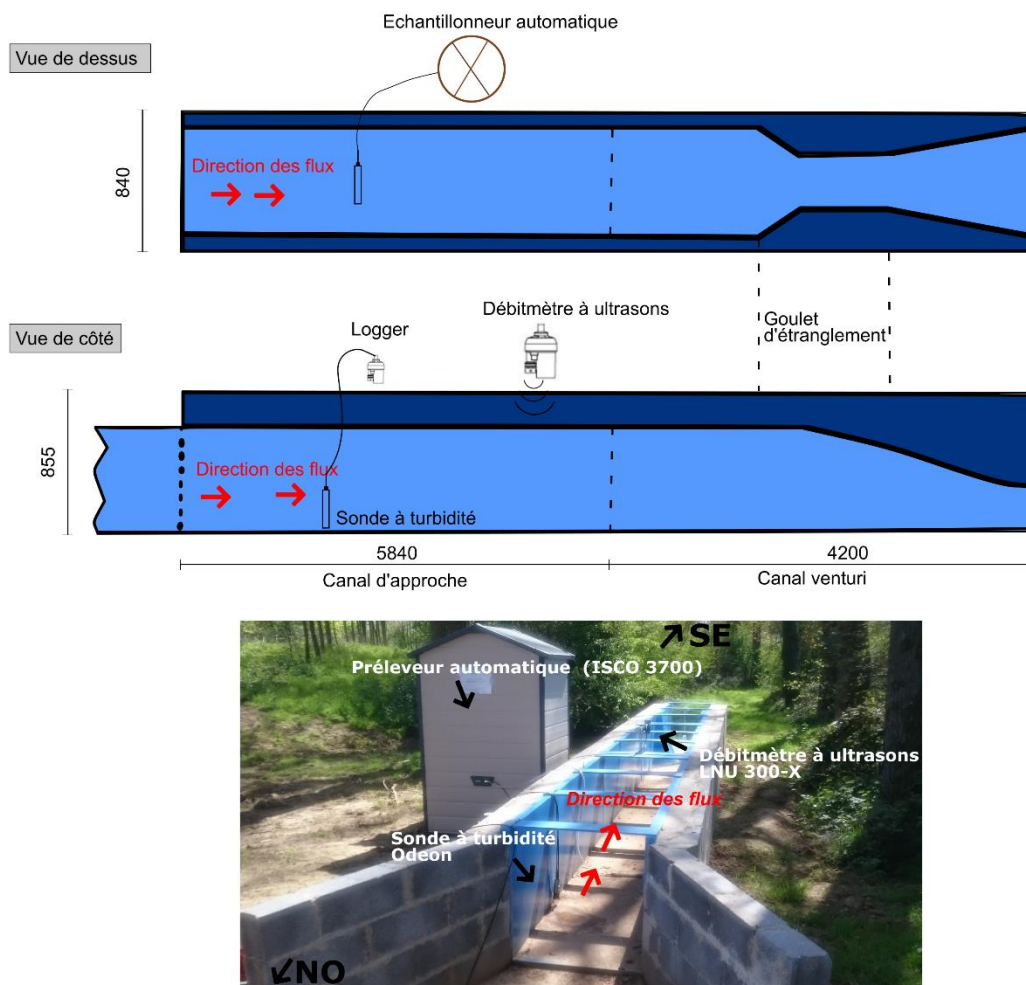 Echantillonneur automatique
Vue de dessus
Direction des flux
840
Débitmètre à ultrasons
Logger
Vue de côté
Goulet
d'étranglement
855
Direction des flux
Sonde à turbidité
5840
4200
Canal d'approche
Canal venturi
SE
Préleveur automatique (ISCO 3700)
Débitmètre à ultrasons
LNU 300-X
Direction des flux
Sonde à turbidité
Odeon
NO